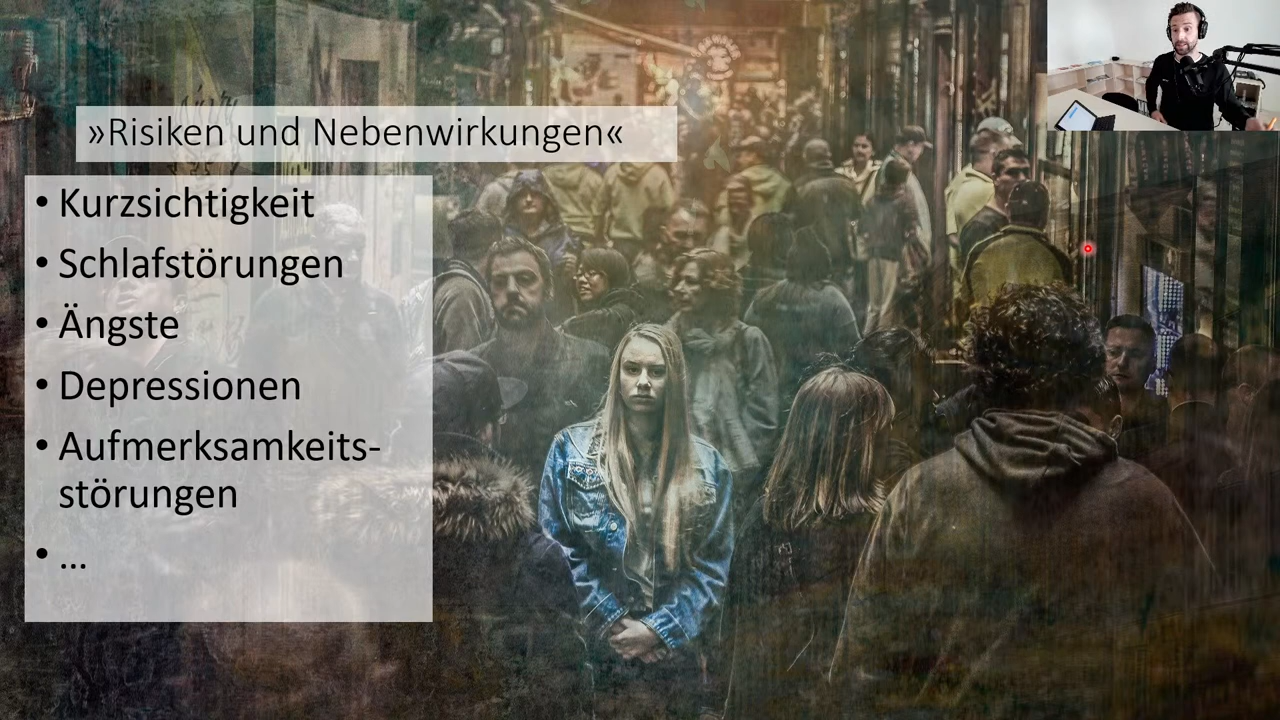 »Risiken und Nebenwirkungen«
• Kurzsichtigkeit
• Schlafstörungen
• Ängste
• Depressionen
• Aufmerksamkeits-
störungen
• ...